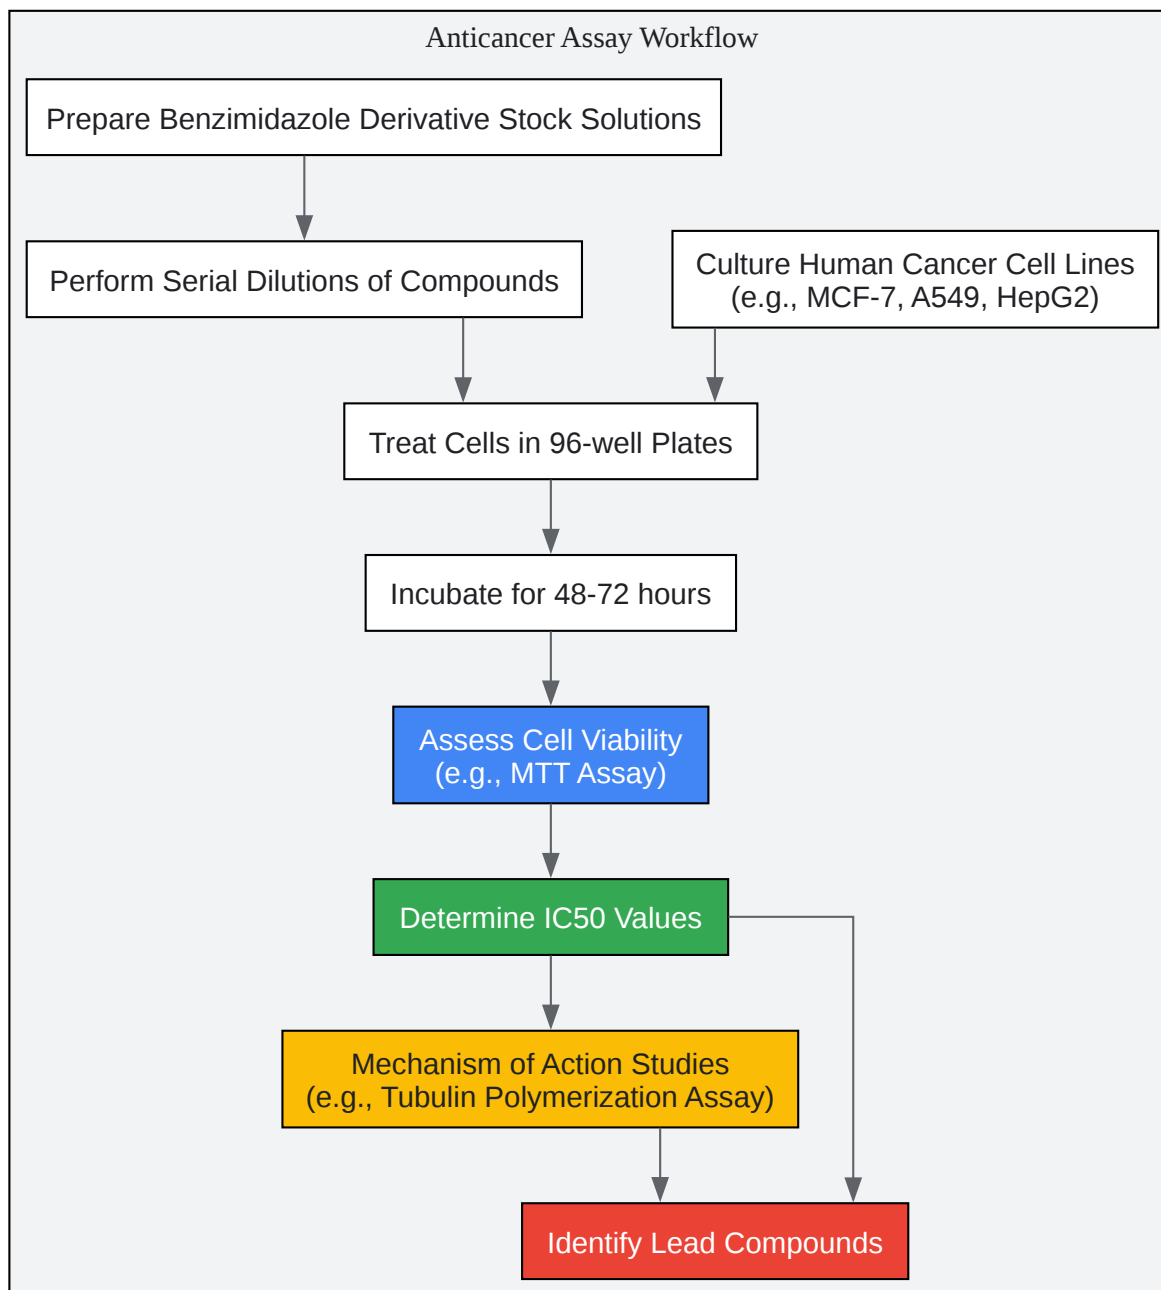 Anticancer Assay Workflow
Prepare Benzimidazole Derivative Stock Solutions
Perform Serial Dilutions of Compounds
Culture Human Cancer Cell Lines
(e.g., MCF-7, A549, HepG2)
Treat Cells in 96-well Plates
Incubate for 48-72 hours
Assess Cell Viability
(e.g., MTT Assay)
Determine IC50 Values
Mechanism of Action Studies
(e.g., Tubulin Polymerization Assay)
Identify Lead Compounds